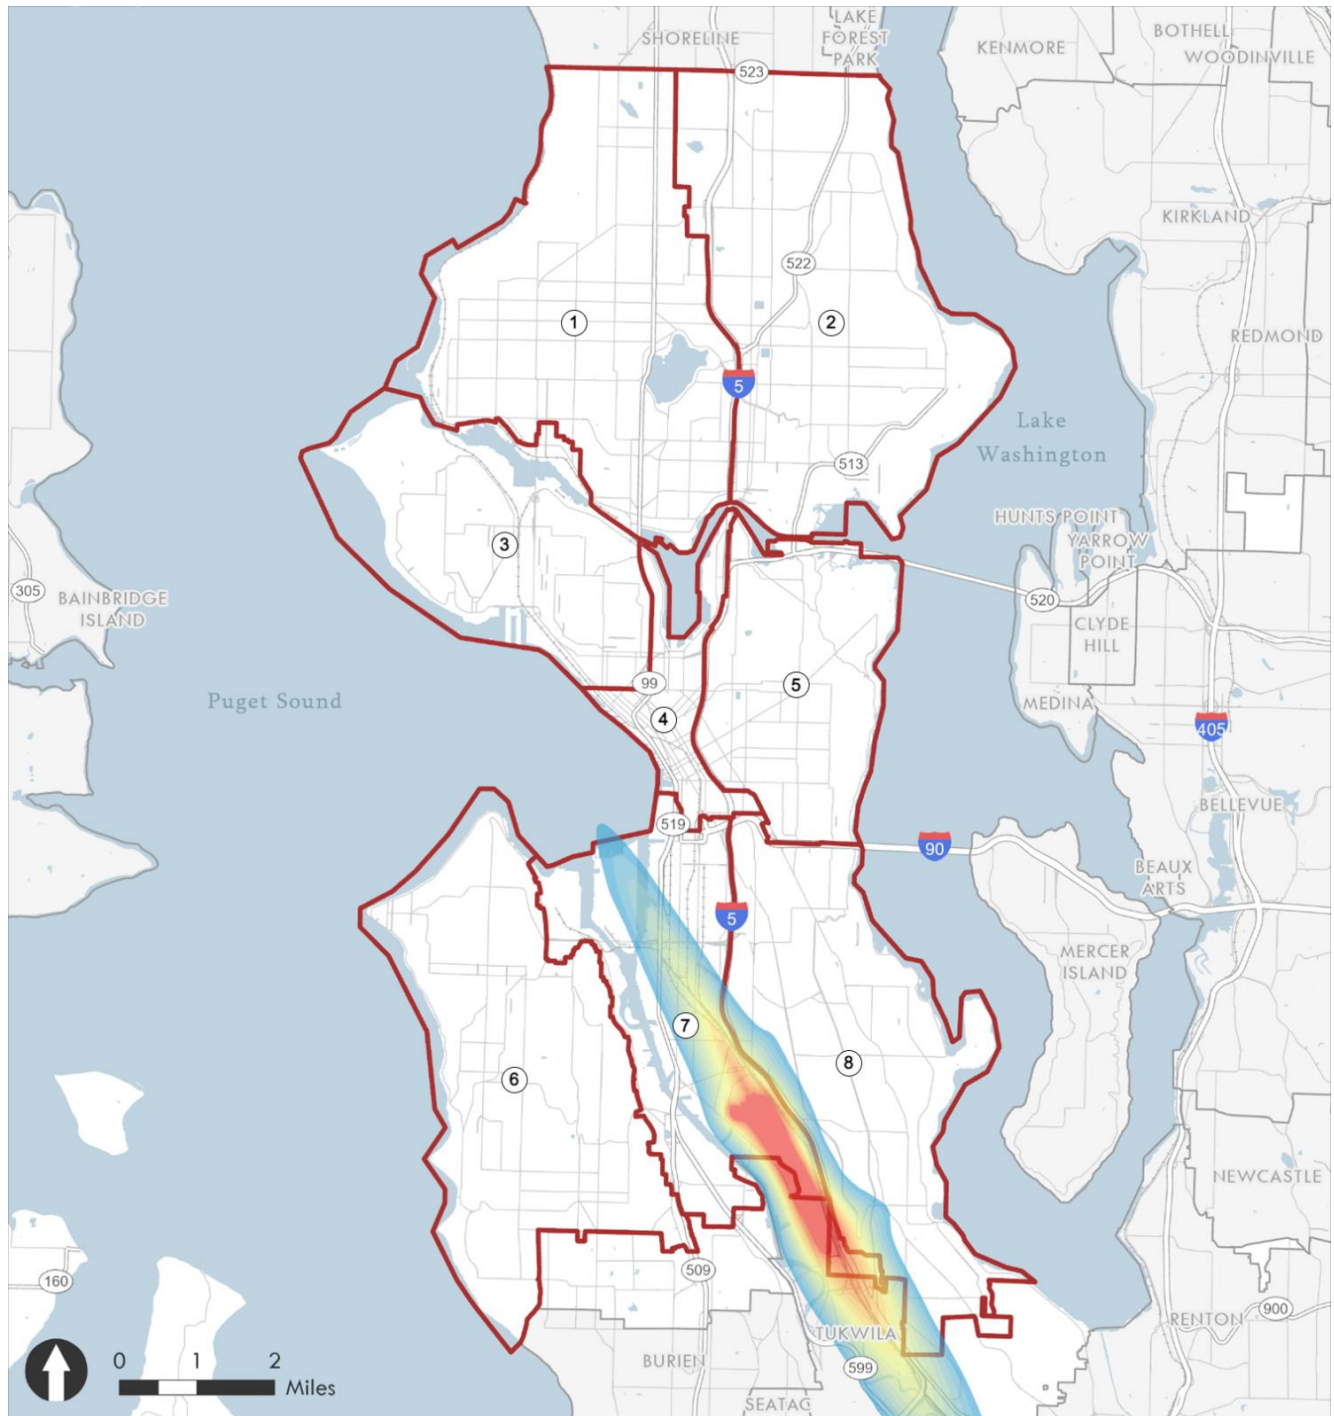 SHORELINE
LAKE
FOREST
PARK
BOTHELL
KENMORE
WOODINVILLE
523
KIRKLAND
522
1
2
REDMOND
5
Lake
Washington
513
HUNTS POINT
YARROW
POINT
3
305
BAINBRIDGE
ISLAND
520
CLYDE
HILL
99
5
Puget Sound
MEDINA
4
405
BELLEVUE
519
90
BEAUX
ARTS
5
MERCER
ISLAND
7
8
6
NEWCASTLE
160
509
900
RENTON
TUKWILA
BURIEN
599
SEATAC
0 1 2
Miles